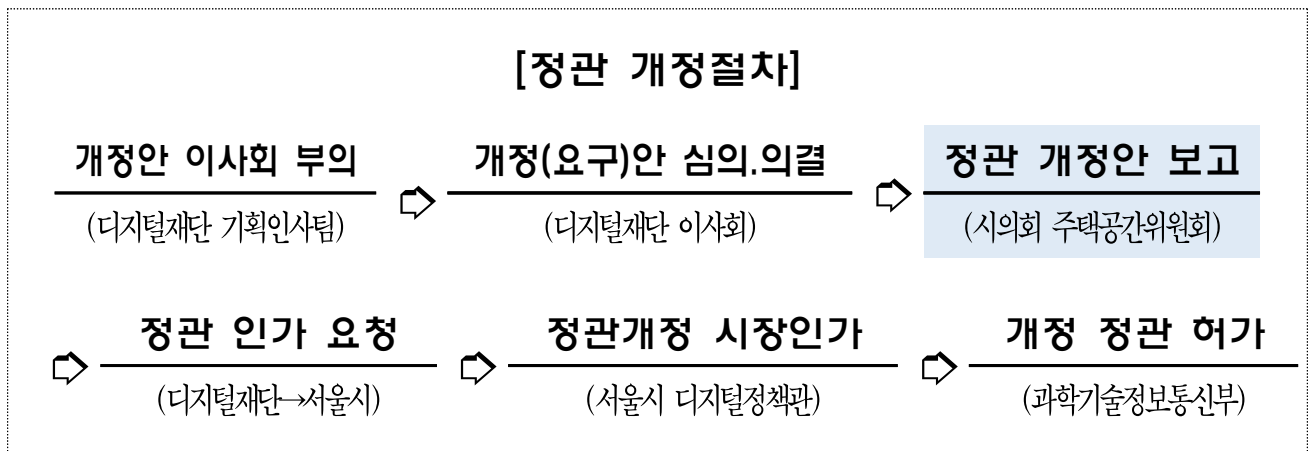 [정관 개정절차]
개정안 이사회 부의
(디지털재단 기획인사팀)
⇨
개정(요구)안 심의.의결
(디지털재단 이사회)
⇨
정관 개정안 보고
(시의회 주택공간위원회)
⇨
정관 인가 요청
(디지털재단→서울시)
⇨
정관개정 시장인가
(서울시 디지털정책관)
⇨
개정 정관 허가
(과학기술정보통신부)